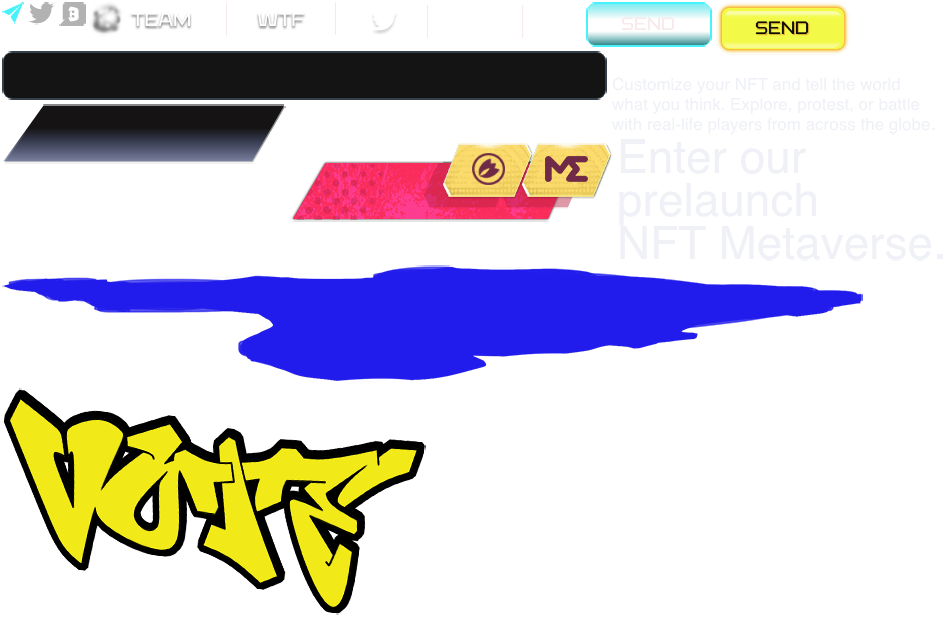 TEAM
WTF
SEND
SEND
Customize your NFT and tell the world
what you think. Explore, protest, or battle
with real-life players from across the globe.
ME
Enter our
prelaunch
NFT Metaverse.
VOTE